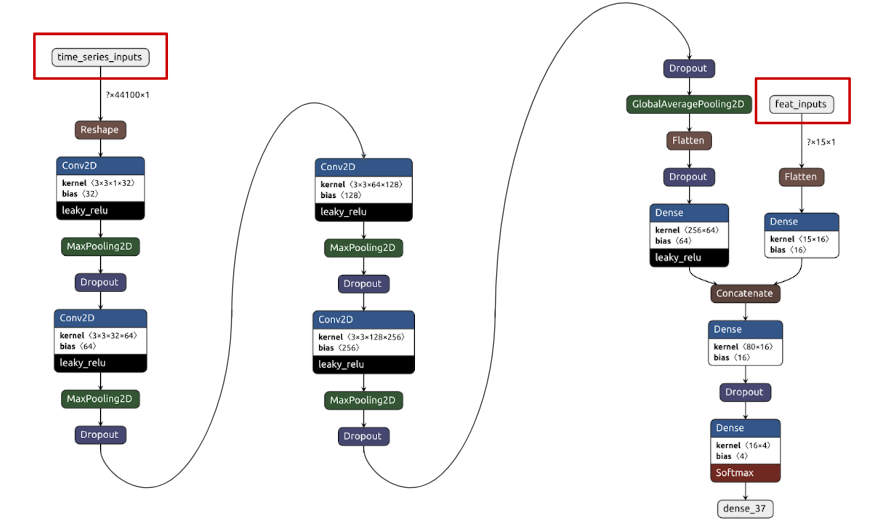 time_series_inputs
?×44100×1
Reshape
Conv2D
kernel ⟨3×3×1×32⟩
bias ⟨32⟩
leaky_relu
MaxPooling2D
Dropout
Conv2D
kernel ⟨3×3×32×64⟩
bias ⟨64⟩
leaky_relu
MaxPooling2D
Dropout
Conv2D
kernel ⟨3×3×64×128⟩
bias ⟨128⟩
leaky_relu
MaxPooling2D
Dropout
Conv2D
kernel ⟨3×3×128×256⟩
bias ⟨256⟩
leaky_relu
MaxPooling2D
Dropout
Dropout
GlobalAveragePooling2D
Flatten
Dropout
Dense
kernel ⟨256×64⟩
bias ⟨64⟩
leaky_relu
feat_inputs
?×15×1
Flatten
Dense
kernel ⟨15×16⟩
bias ⟨16⟩
Concatenate
Dense
kernel ⟨80×16⟩
bias ⟨16⟩
Dropout
Dense
kernel ⟨16×4⟩
bias ⟨4⟩
Softmax
dense_37